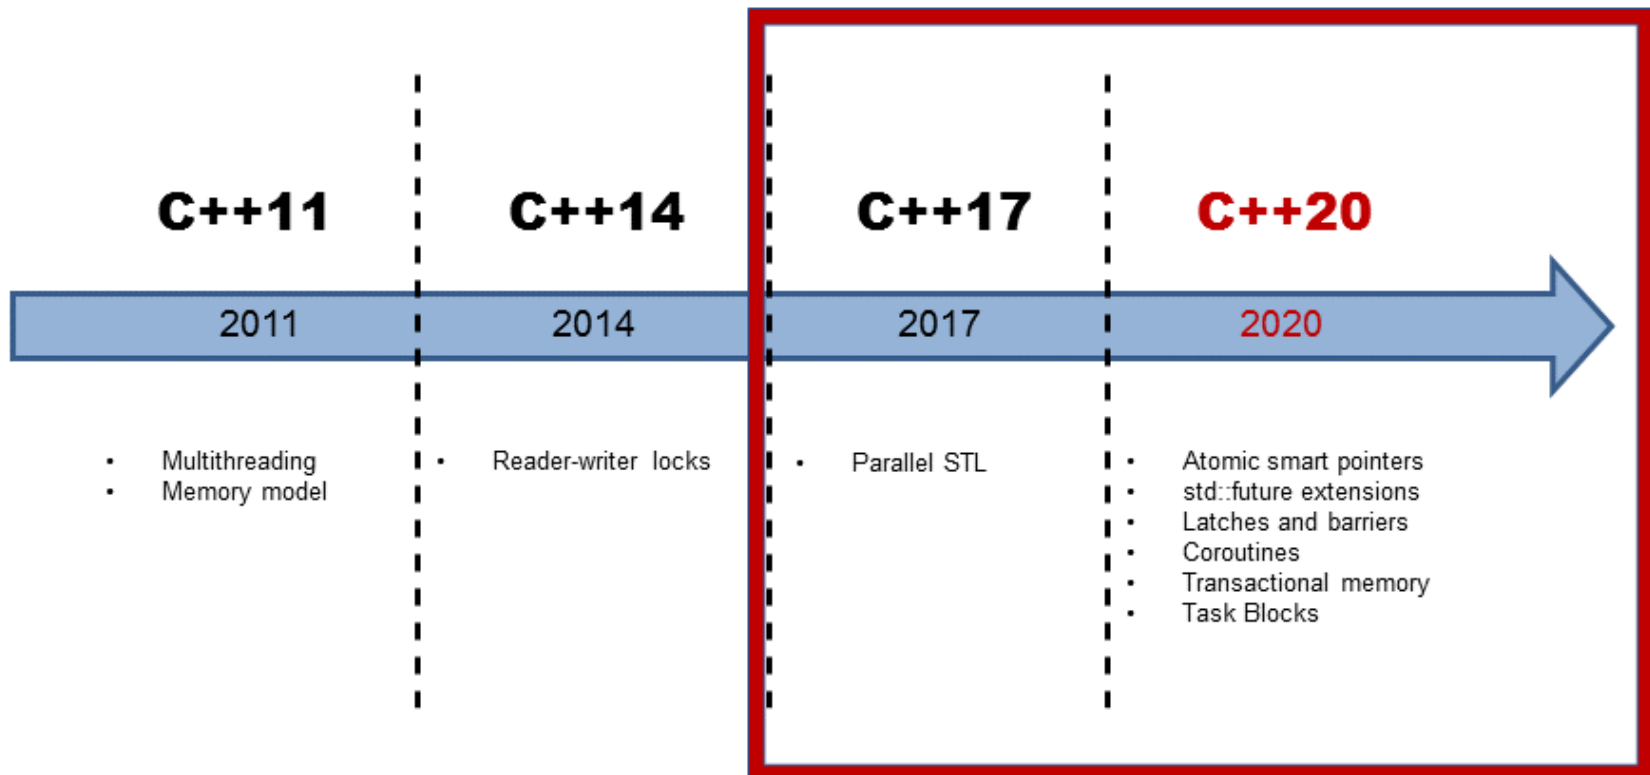 C++11
C++14
C++17
C++20
2011
2014
2017
2020
• Multithreading
• Memory model
• Reader-writer locks
• Parallel STL
• Atomic smart pointers
• std::future extensions
• Latches and barriers
• Coroutines
• Transactional memory
• Task Blocks